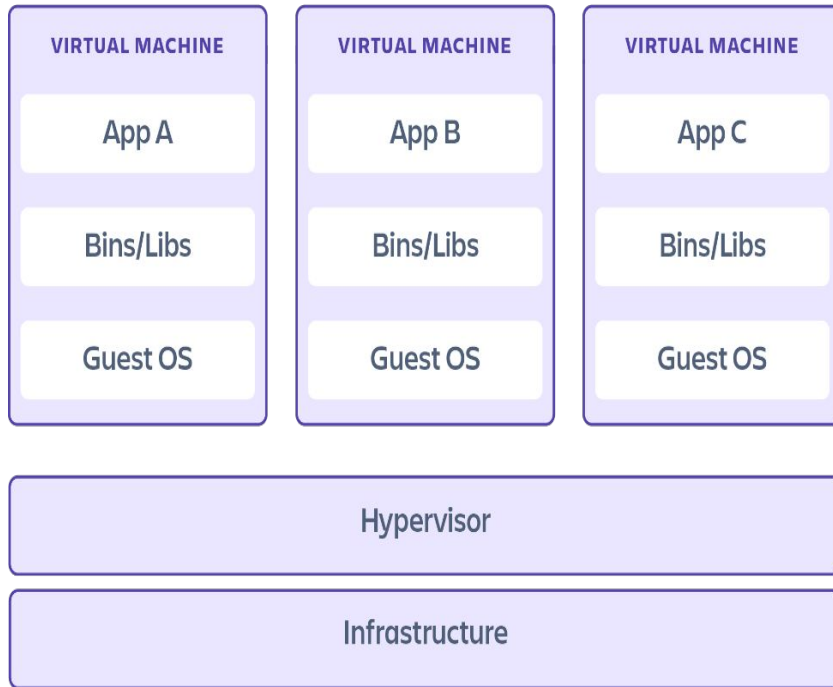 VIRTUAL MACHINE
App A
Bins/Libs
Guest OS
VIRTUAL MACHINE
App B
Bins/Libs
Guest OS
VIRTUAL MACHINE
App C
Bins/Libs
Guest OS
Hypervisor
Infrastructure